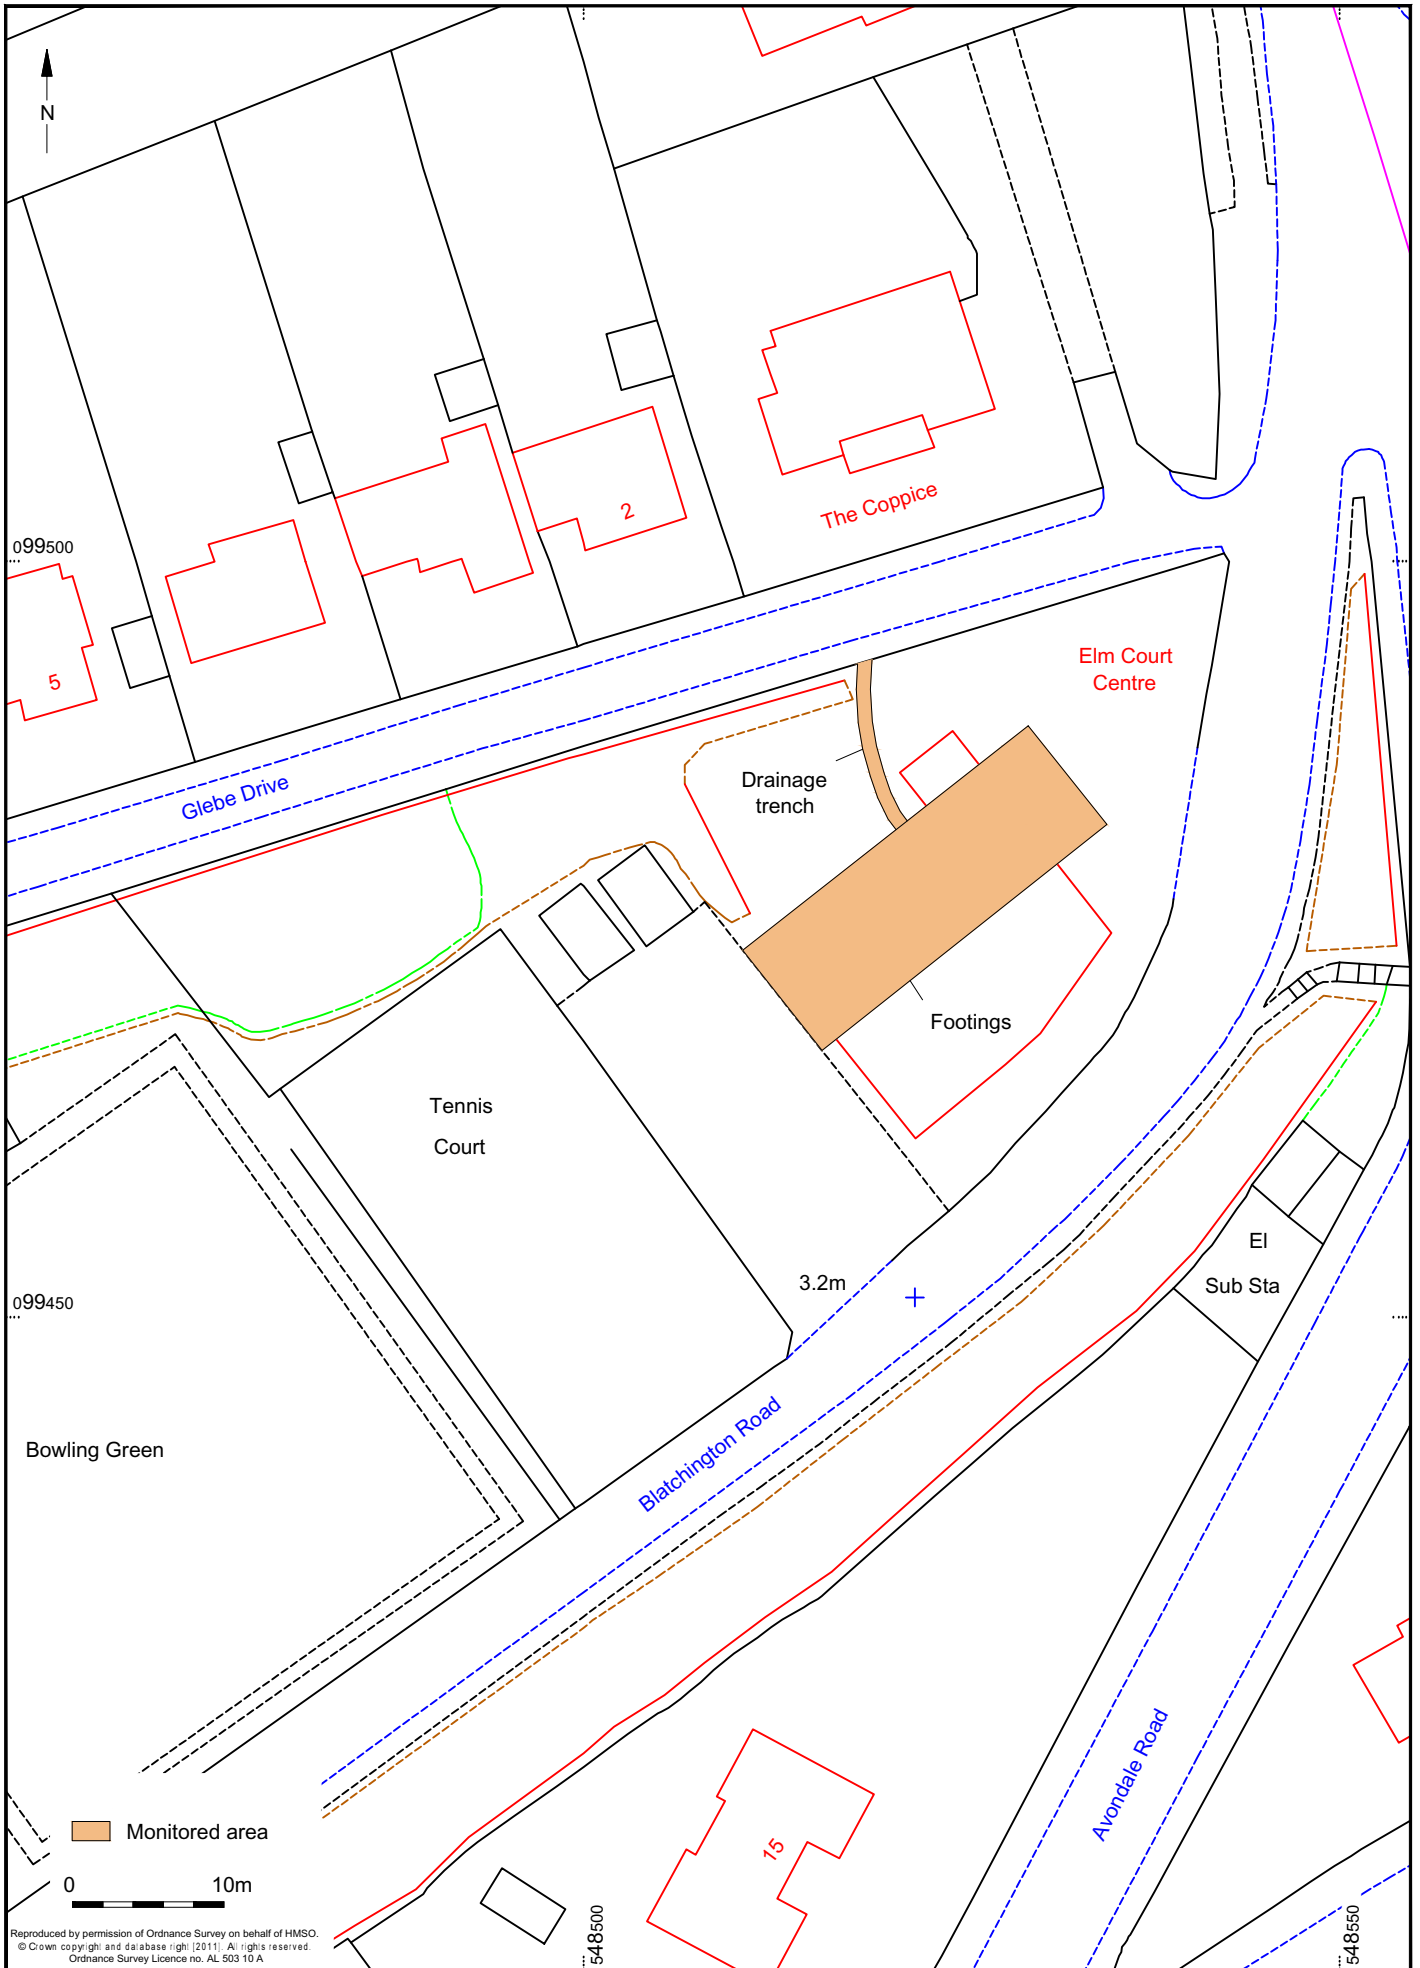 N
The Coppice
2
099500
5
Elm Court
Centre
Glebe Drive
Drainage
trench
Footings
Tennis
Court
El
Sub Sta
3.2m
099450
Blatchington Road
Bowling Green
Avondale Road
15
Monitored area
0 10m
548500
548550
Reproduced by permission of Ordnance Survey on behalf of HMSO.
© Crown copyright and database right [2011]. All rights reserved.
Ordnance Survey Licence no. AL 503 10 A